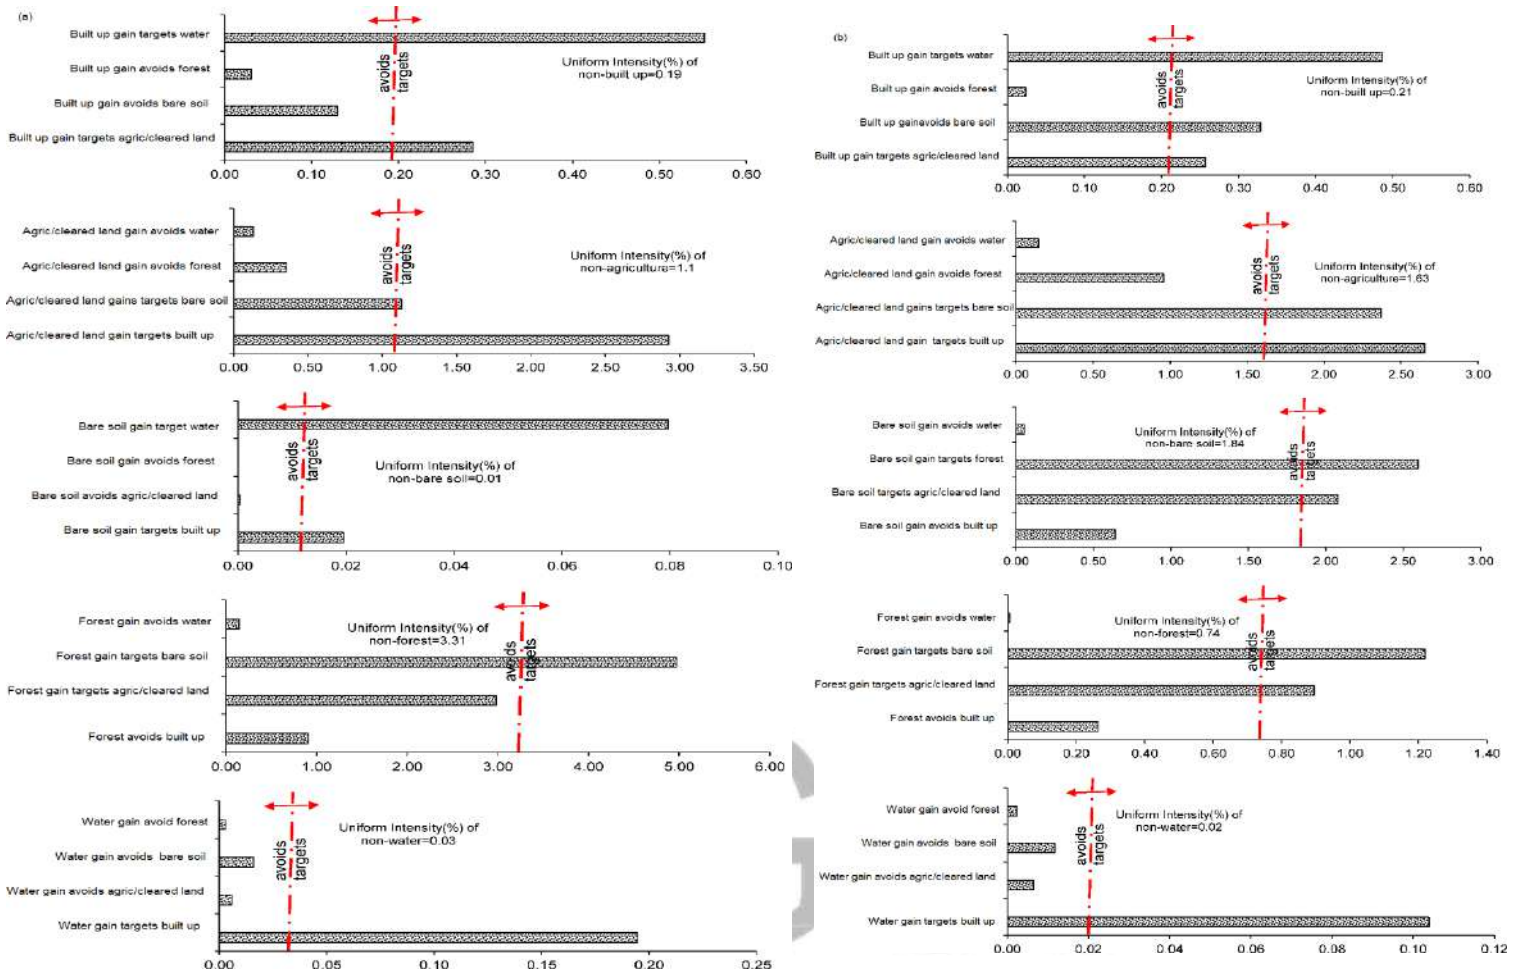 (a)
Built up gain targets water
Built up gain avoids forest
Built up gain avoids bare soil
Built up gain targets agric/cleared land
avoids
targets
Uniform Intensity(%) of
non-built up=0.19
0.00 0.10 0.20 0.30 0.40 0.50 0.60
Agric/cleared land gain avoids water
Agric/cleared land gain avoids forest
Agric/cleared land gains targets bare soil
Agric/cleared land gain targets built up
avoids
targets
Uniform Intensity(%) of
non-agriculture=1.1
0.00 0.50 1.00 1.50 2.00 2.50 3.00 3.50
Bare soil gain target water
Bare soil gain avoids forest
Bare soil avoids agric/cleared land
Bare soil gain targets built up
avoids
targets
Uniform Intensity(%) of
non-bare soil=0.01
0.00 0.02 0.04 0.06 0.08 0.10
Forest gain avoids water
Forest gain targets bare soil
Forest gain targets agric/cleared land
Forest avoids built up
Uniform Intensity(%) of
non-forest=3.31
avoids
targets
0.00 1.00 2.00 3.00 4.00 5.00 6.00
Water gain avoid forest
Water gain avoids bare soil
Water gain avoids agric/cleared land
Water gain targets built up
avoids
targets
Uniform Intensity(%) of
non-water=0.03
0.00 0.05 0.10 0.15 0.20 0.25
(b)
Built up gain targets water
Built up gain avoids forest
Built up gainavoids bare soil
Built up gain targets agric/cleared land
avoids
targets
Uniform Intensity(%) of
non-built up=0.21
0.00 0.10 0.20 0.30 0.40 0.50 0.60
Agric/cleared land gain avoids water
Agric/cleared land gain avoids forest
Agric/cleared land gains targets bare soil
Agric/cleared land gain targets built up
avoids
targets
Uniform Intensity(%) of
non-agriculture=1.63
0.00 0.50 1.00 1.50 2.00 2.50 3.00
Bare soil gain avoids water
Bare soil gain targets forest
Bare soil targets agric/cleared land
Bare soil gain avoids built up
Uniform Intensity(%) of
non-bare soil=1.84
avoids
targets
0.00 0.50 1.00 1.50 2.00 2.50 3.00
Forest gain avoids water
Forest gain targets bare soil
Forest gain targets agric/cleared land
Forest avoids built up
Uniform Intensity(%) of
non-forest=0.74
avoids
targets
0.00 0.20 0.40 0.60 0.80 1.00 1.20 1.40
Water gain avoid forest
Water gain avoids bare soil
Water gain avoids agric/cleared land
Water gain targets built up
avoids
targets
Uniform Intensity(%) of
non-water=0.02
0.00 0.02 0.04 0.06 0.08 0.10 0.12